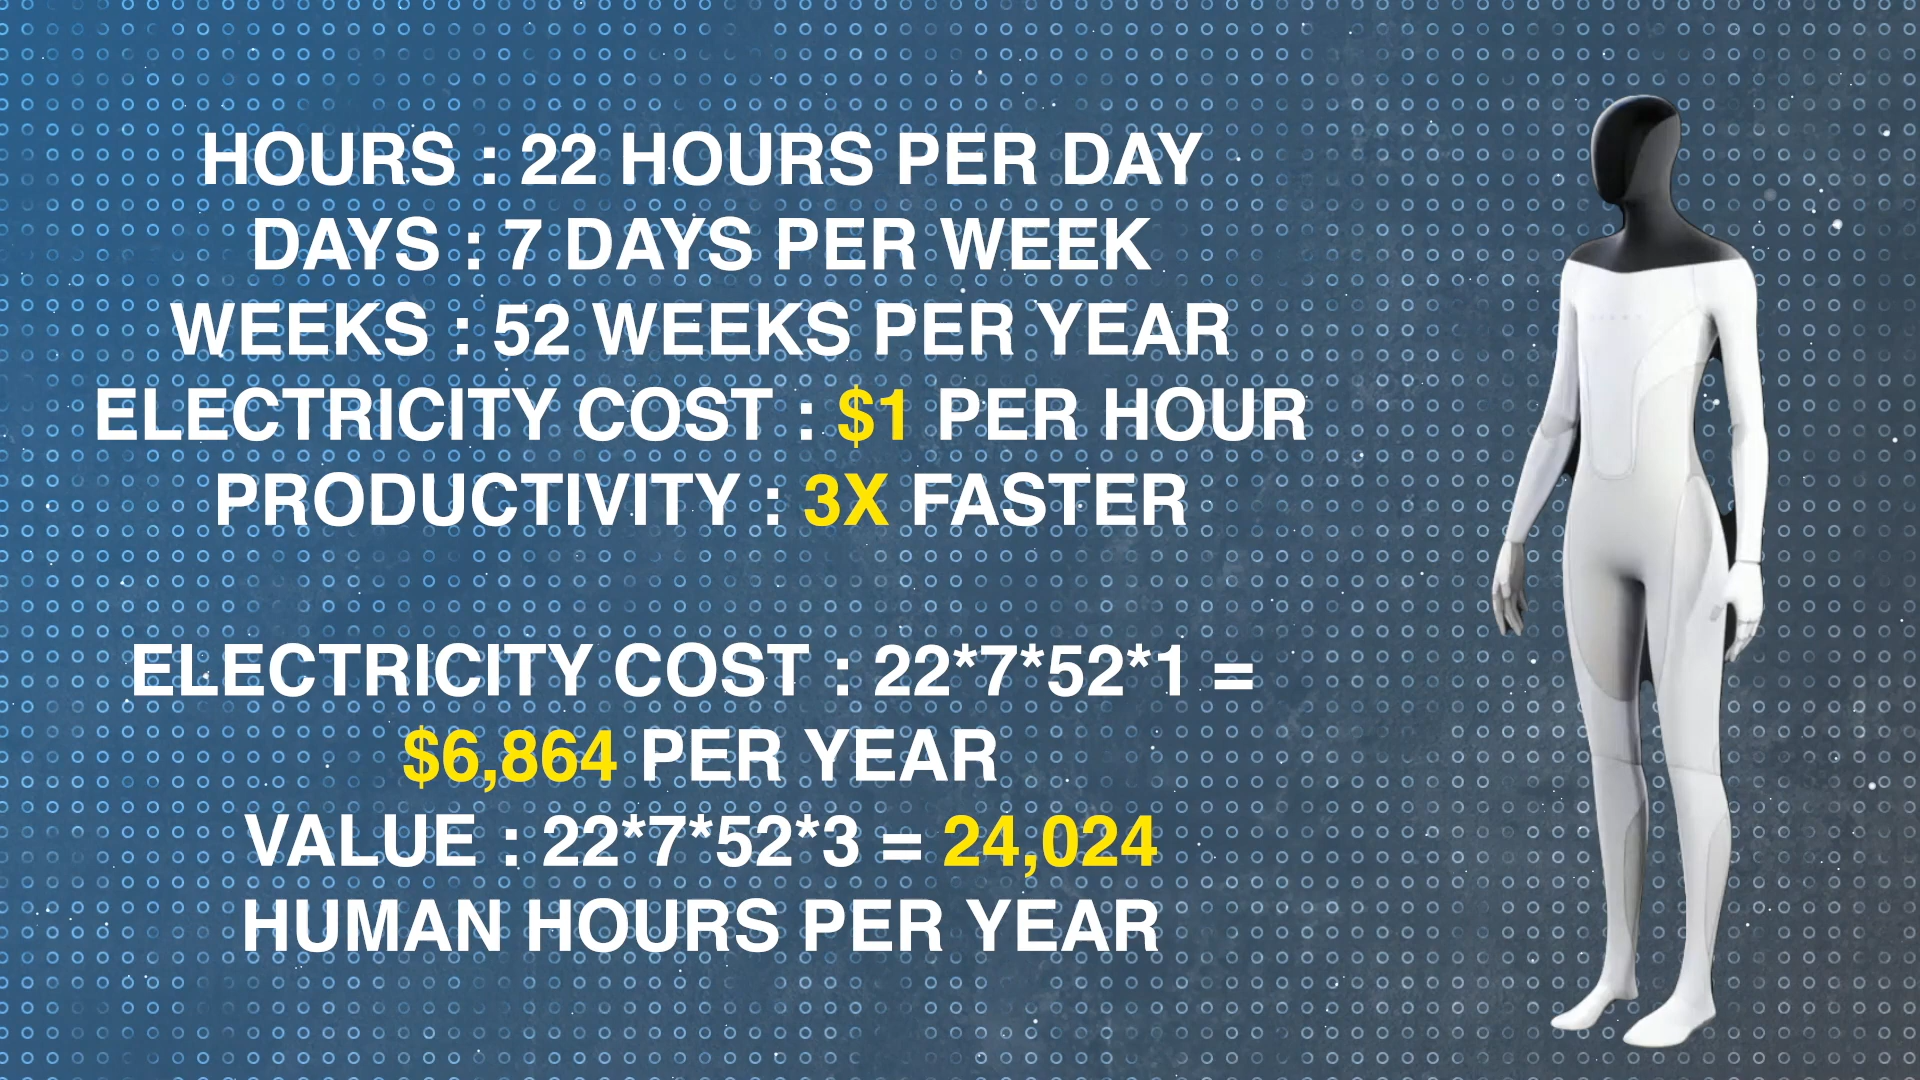 HOURS : 22 HOURS PER DAY
DAYS : 7 DAYS PER WEEK
WEEKS : 52 WEEKS PER YEAR
ELECTRICITY COST : $1 PER HOUR
PRODUCTIVITY : 3X FASTER
ELECTRICITY COST : 22*7*52*1 =
$6,864 PER YEAR
VALUE : 22*7*52*3 = 24,024
HUMAN HOURS PER YEAR